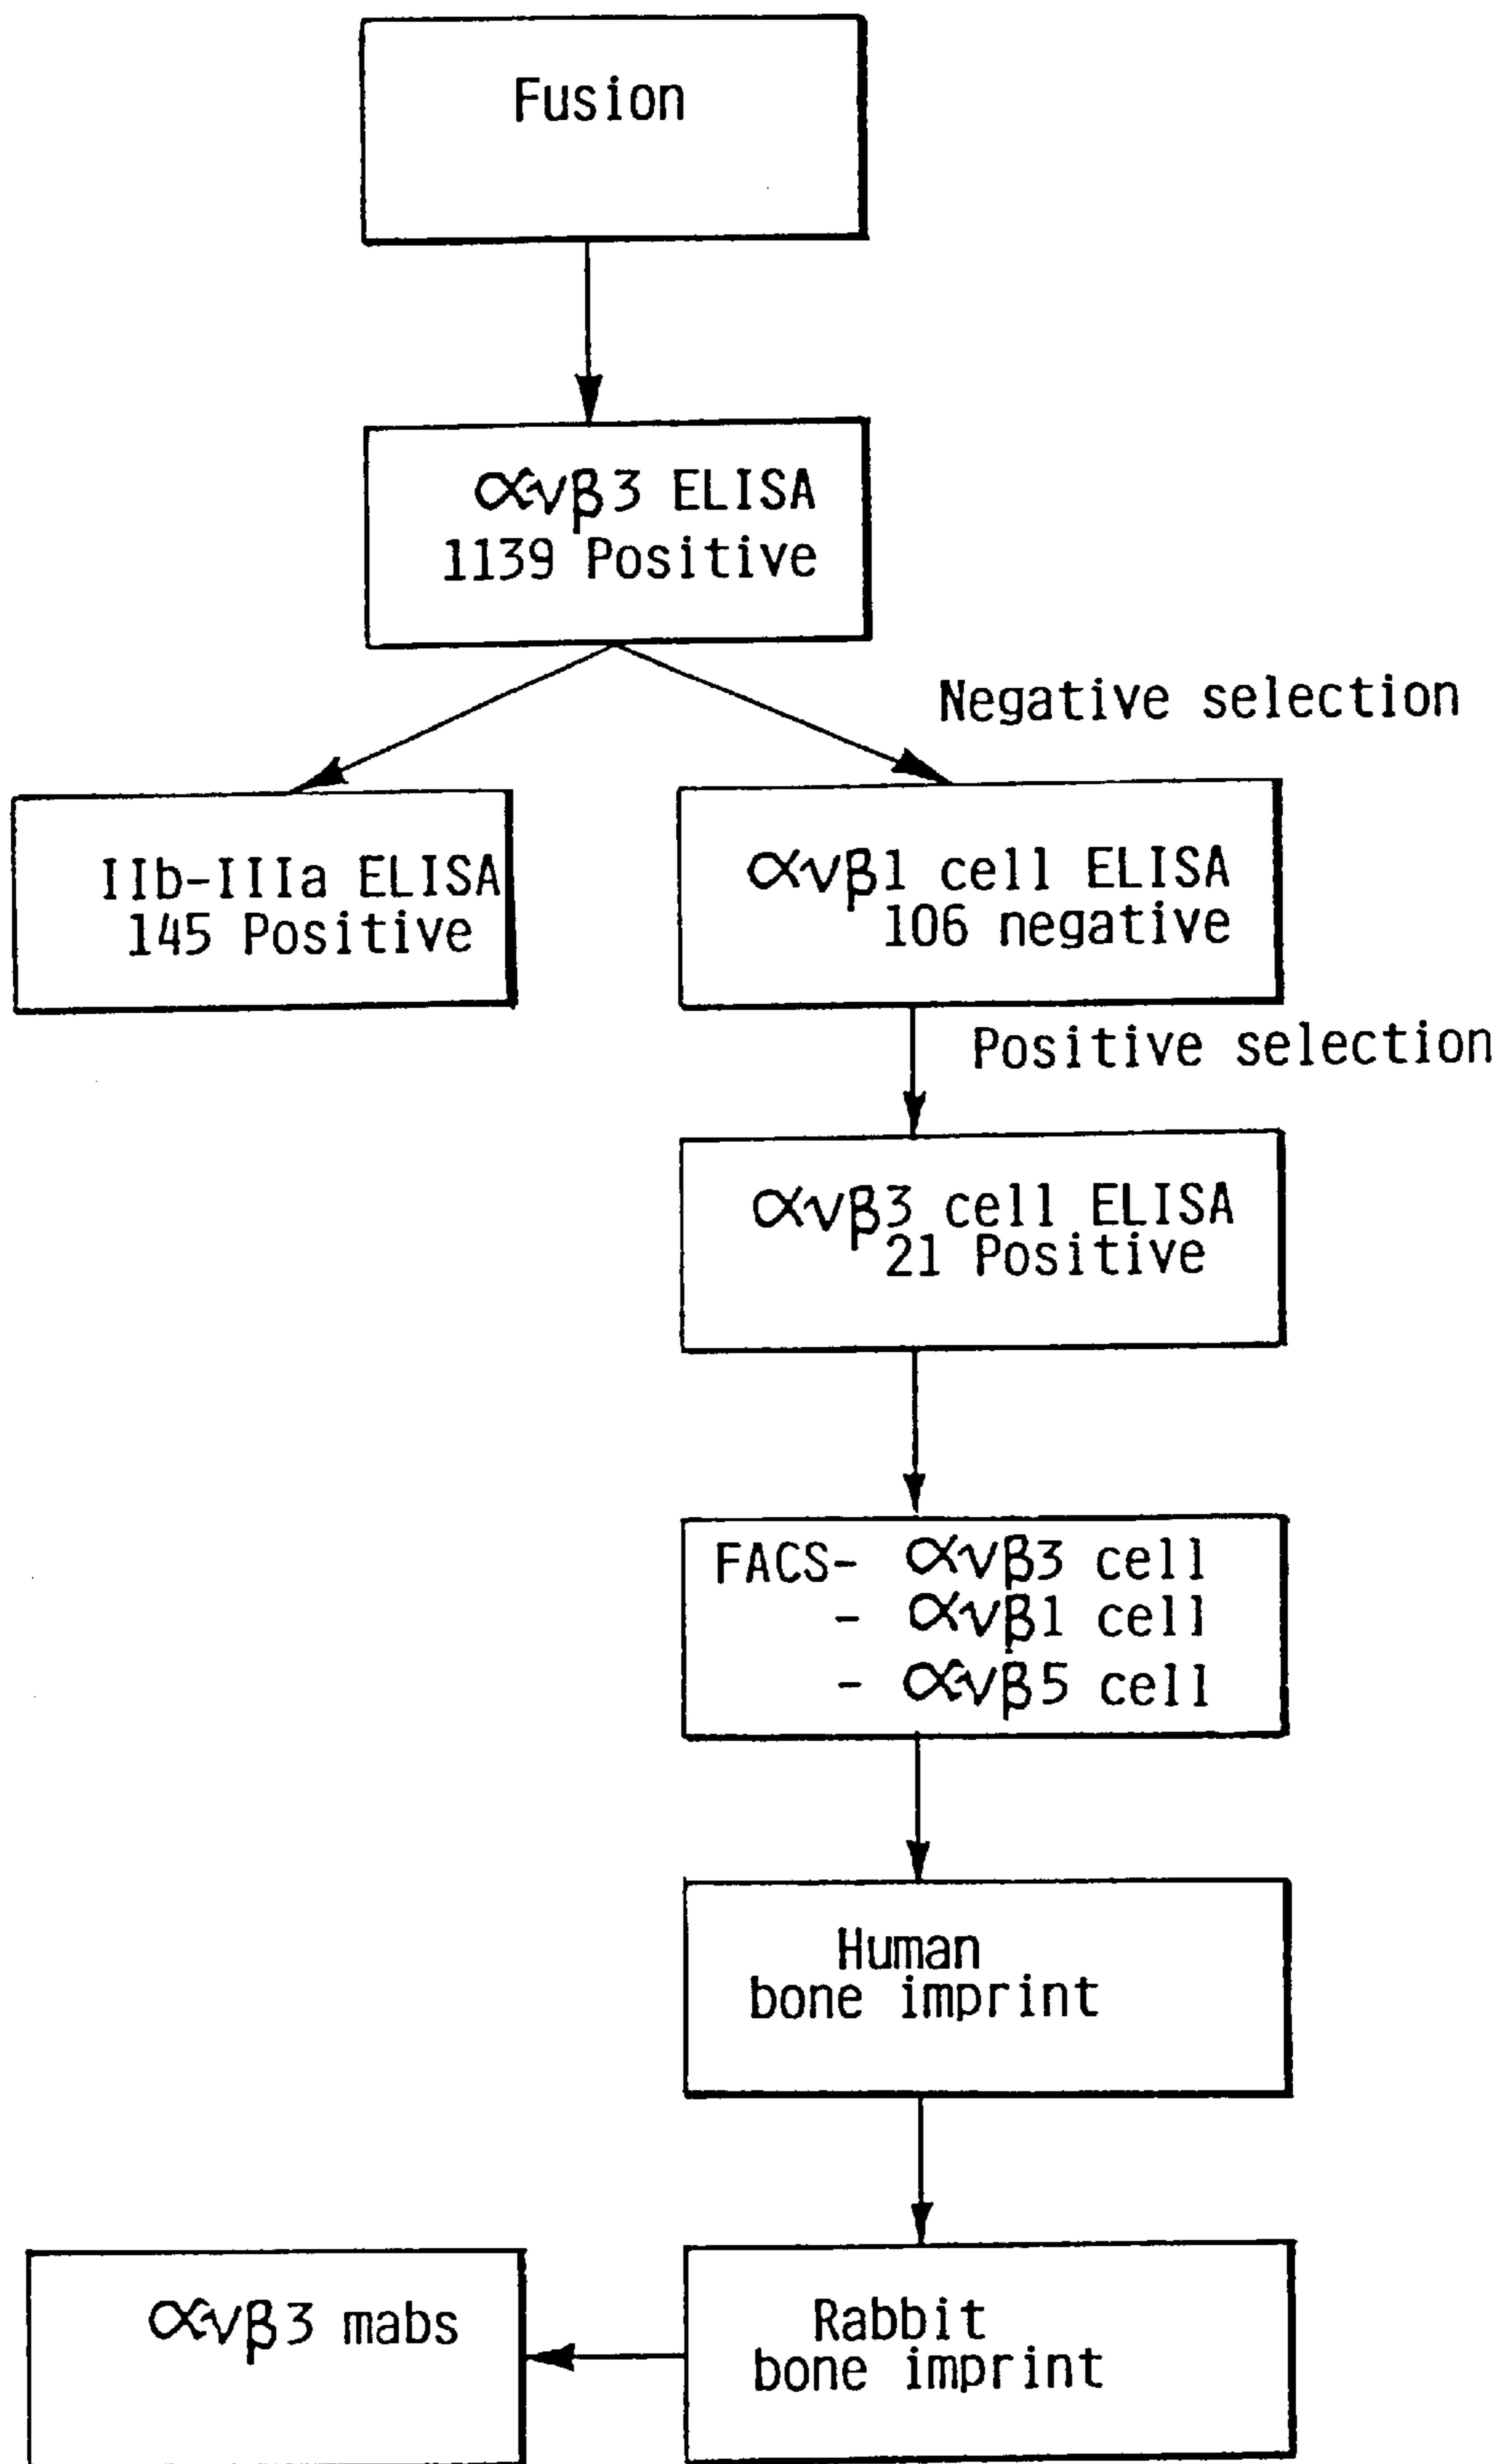 Fusion
αvβ3 ELISA
1139 Positive
Negative selection
IIb-IIIa ELISA
145 Positive
αvβ1 cell ELISA
106 negative
Positive selection
αvβ3 cell ELISA
21 Positive
FACS- αvβ3 cell
- αvβ1 cell
- αvβ5 cell
Human
bone imprint
Rabbit
bone imprint
αvβ3 mabs